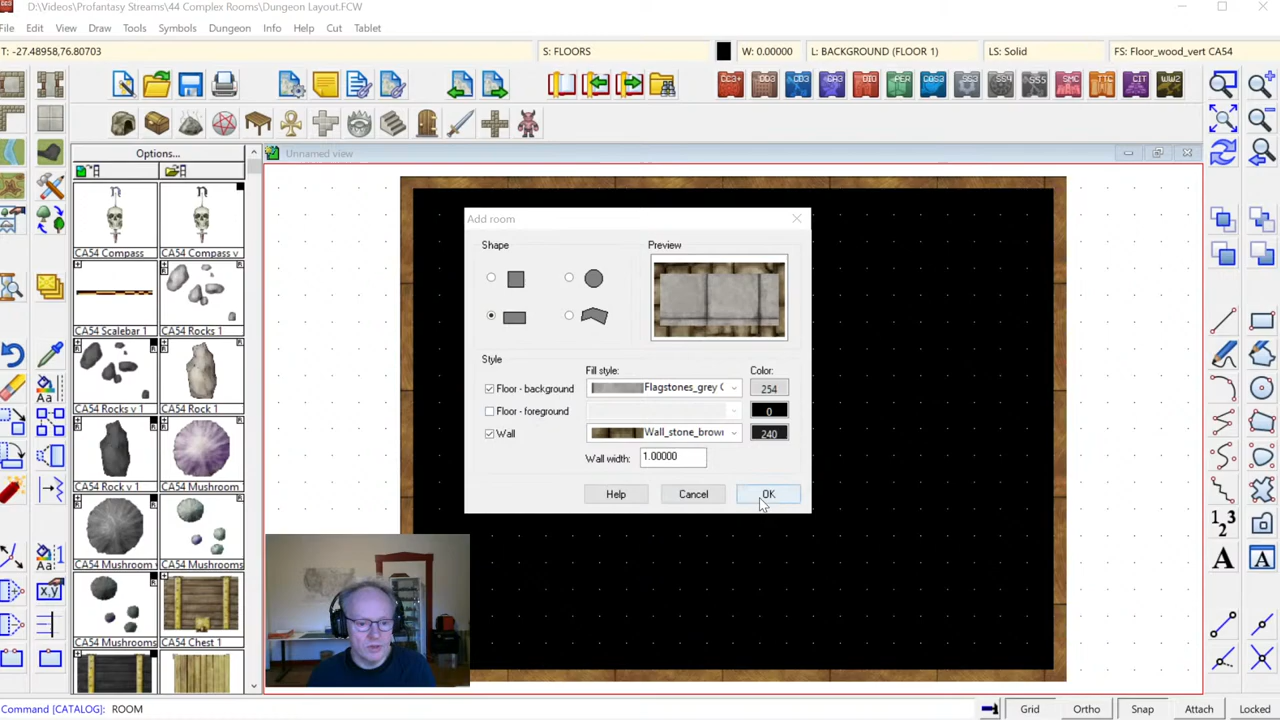 D:\Videos\Profantasy Streams\44 Complex Rooms\Dungeon Layout.FCW
File Edit View Draw Tools Symbols Dungeon Info Help Cut Tablet
T: -27.48958,76.80703 S: FLOORS W: 0.00000 L: BACKGROUND (FLOOR 1) LS: Solid FS: Floor_wood_vert CA54
Options... Unnamed view
CA54 Compass CA54 Compass v
CA54 Scalebar 1 CA54 Rocks 1
CA54 Rocks v 1 CA54 Rock 1
CA54 Rock v 1 CA54 Mushroom
CA54 Mushroom CA54 Mushrooms
CA54 Mushrooms CA54 Chest 1
Add room
Shape Preview
Style
Fill style: Color:
Floor - background Flagstones_grey C 254
Floor - foreground 0
Wall Wall_stone_brown 240
Wall width: 1.00000
Help Cancel OK
Command [CATALOG]: ROOM Grid Ortho Snap Attach Locked